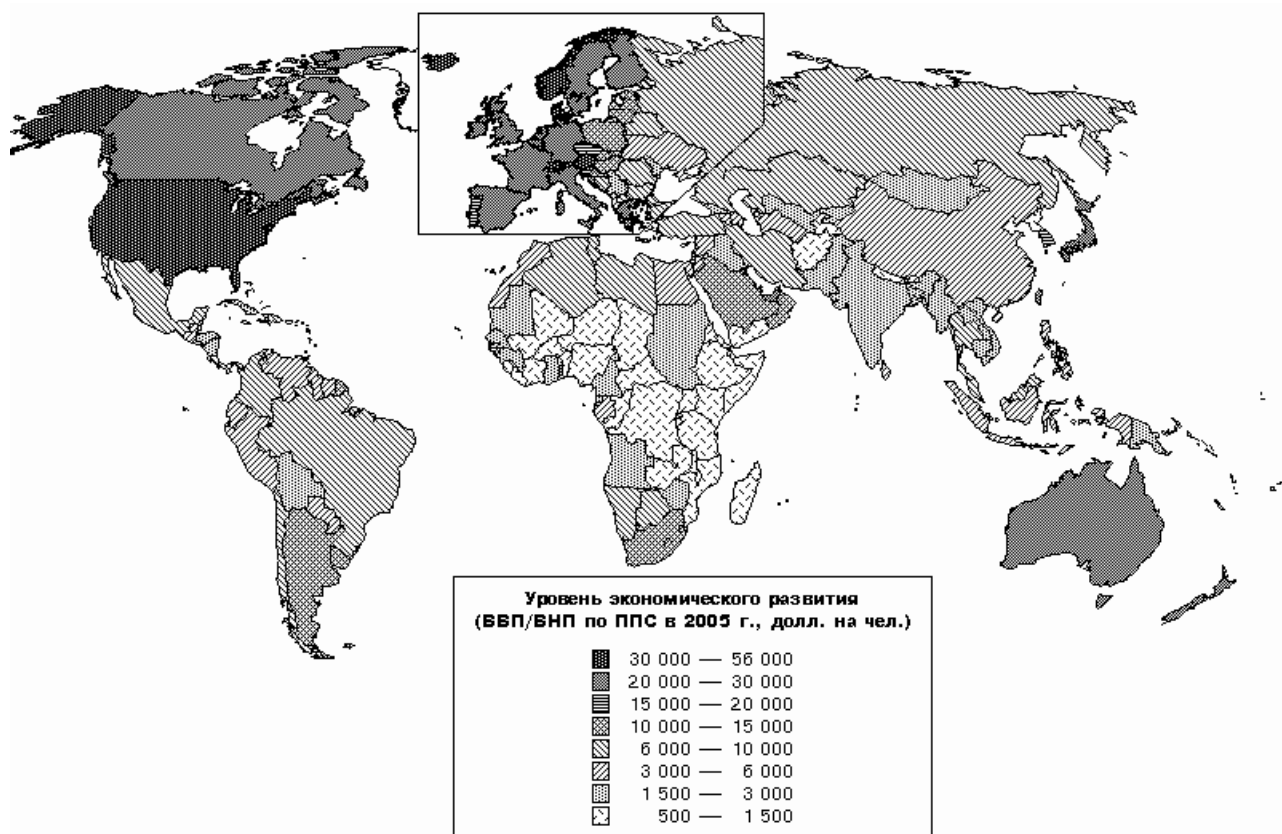 Уровень экономического развития
(ВВП/ВНП по ППС в 2005 г., долл. на чел.)
30 000 — 56 000
20 000 — 30 000
15 000 — 20 000
10 000 — 15 000
6 000 — 10 000
3 000 — 6 000
1 500 — 3 000
500 — 1 500